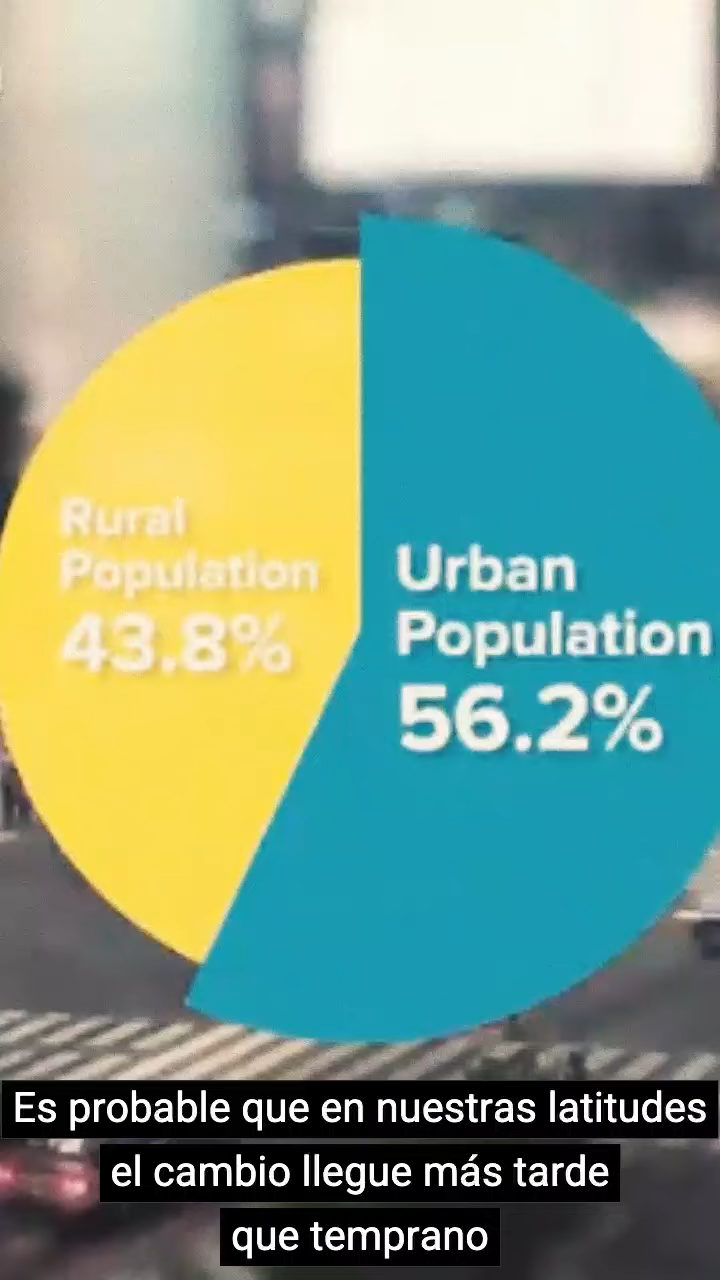 Rural
Population
43.8%
Urban
Population
56.2%
Es probable que en nuestras latitudes
el cambio llegue más tarde
que temprano